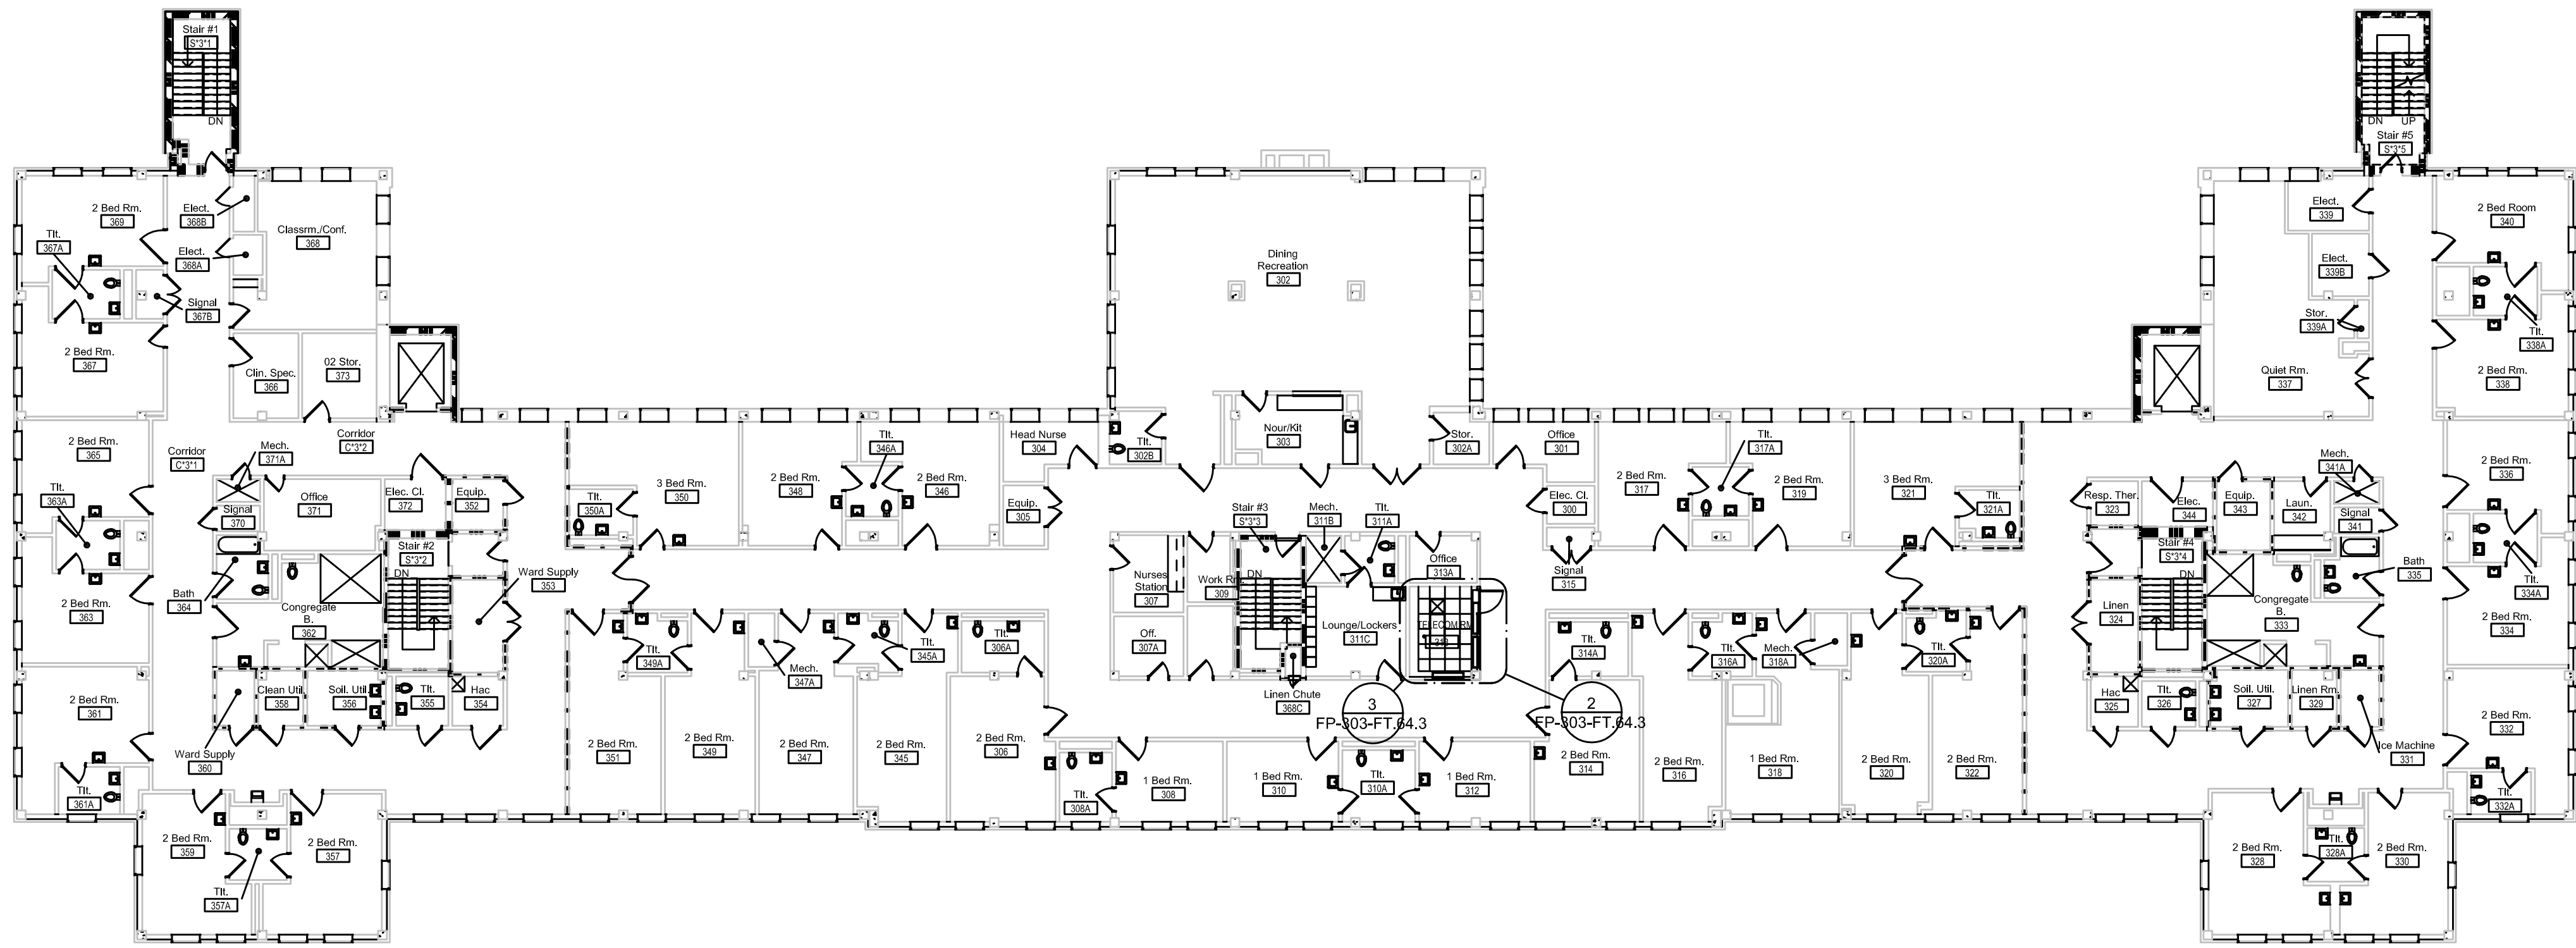 Stair #1
S*3*1
DN
DN UP
Stair #5
S*3*5
2 Bed Rm.
369
Elect.
368B
Classrm./Conf.
368
Tlt.
367A
Elect.
368A
Signal
367B
2 Bed Rm.
367
Clin. Spec.
366
02 Stor.
373
Dining
Recreation
302
Elect.
339
2 Bed Room
340
Elect.
339B
Stor.
339A
Tlt.
338A
Quiet Rm.
337
2 Bed Rm.
338
2 Bed Rm.
365
Corridor
C*3*1
Mech.
371A
Corridor
C*3*2
Tlt.
363A
Signal
370
Office
371
Elec. Cl.
372
Equip.
352
Tlt.
350A
3 Bed Rm.
350
2 Bed Rm.
348
Tlt.
346A
2 Bed Rm.
346
Head Nurse
304
Equip.
305
Tlt.
302B
Nour/Kit
303
Stor.
302A
Office
301
Elec. Cl.
300
2 Bed Rm.
317
Tlt.
317A
2 Bed Rm.
319
3 Bed Rm.
321
Tlt.
321A
Resp. Ther.
323
Elec.
344
Equip.
343
Laun.
342
Mech.
341A
Signal
341
2 Bed Rm.
336
Stair #2
S*3*2
DN
Ward Supply
353
Bath
364
Congregate
B.
362
2 Bed Rm.
363
Nurses
Station
307
Work Rm.
309
Stair #3
S*3*3
DN
Mech.
311B
Tlt.
311A
Office
313A
Signal
315
Stair #4
S*3*4
DN
Linen
324
Congregate
B.
333
Bath
335
Tlt.
334A
2 Bed Rm.
334
Off.
307A
Lounge/Lockers
311C
TELECOM RM
313
Linen Chute
368C
3
FP-303-FT.64.3
2
FP-303-FT.64.3
Tlt.
349A
Mech.
347A
Tlt.
345A
Tlt.
306A
Tlt.
314A
Tlt.
316A
Mech.
318A
Tlt.
320A
2 Bed Rm.
361
Ward Supply
360
Clean Util.
358
Soil. Util.
356
Tlt.
355
Hac
354
Hac
325
Tlt.
326
Soil. Util.
327
Linen Rm.
329
Ice Machine
331
2 Bed Rm.
332
2 Bed Rm.
351
2 Bed Rm.
349
2 Bed Rm.
347
2 Bed Rm.
345
2 Bed Rm.
306
Tlt.
308A
1 Bed Rm.
308
1 Bed Rm.
310
Tlt.
310A
1 Bed Rm.
312
2 Bed Rm.
314
2 Bed Rm.
316
1 Bed Rm.
318
2 Bed Rm.
320
2 Bed Rm.
322
Tlt.
361A
Tlt.
332A
2 Bed Rm.
359
2 Bed Rm.
357
Tlt.
357A
2 Bed Rm.
328
Tlt.
328A
2 Bed Rm.
330